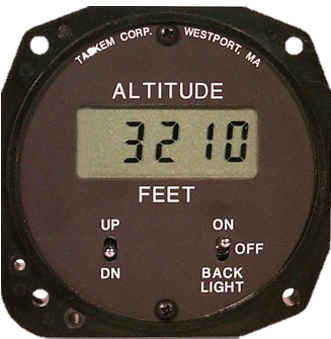 TASKEM CORP. WESTPORT, MA
ALTITUDE
3210
FEET
UP
DN
ON
OFF
BACK
LIGHT